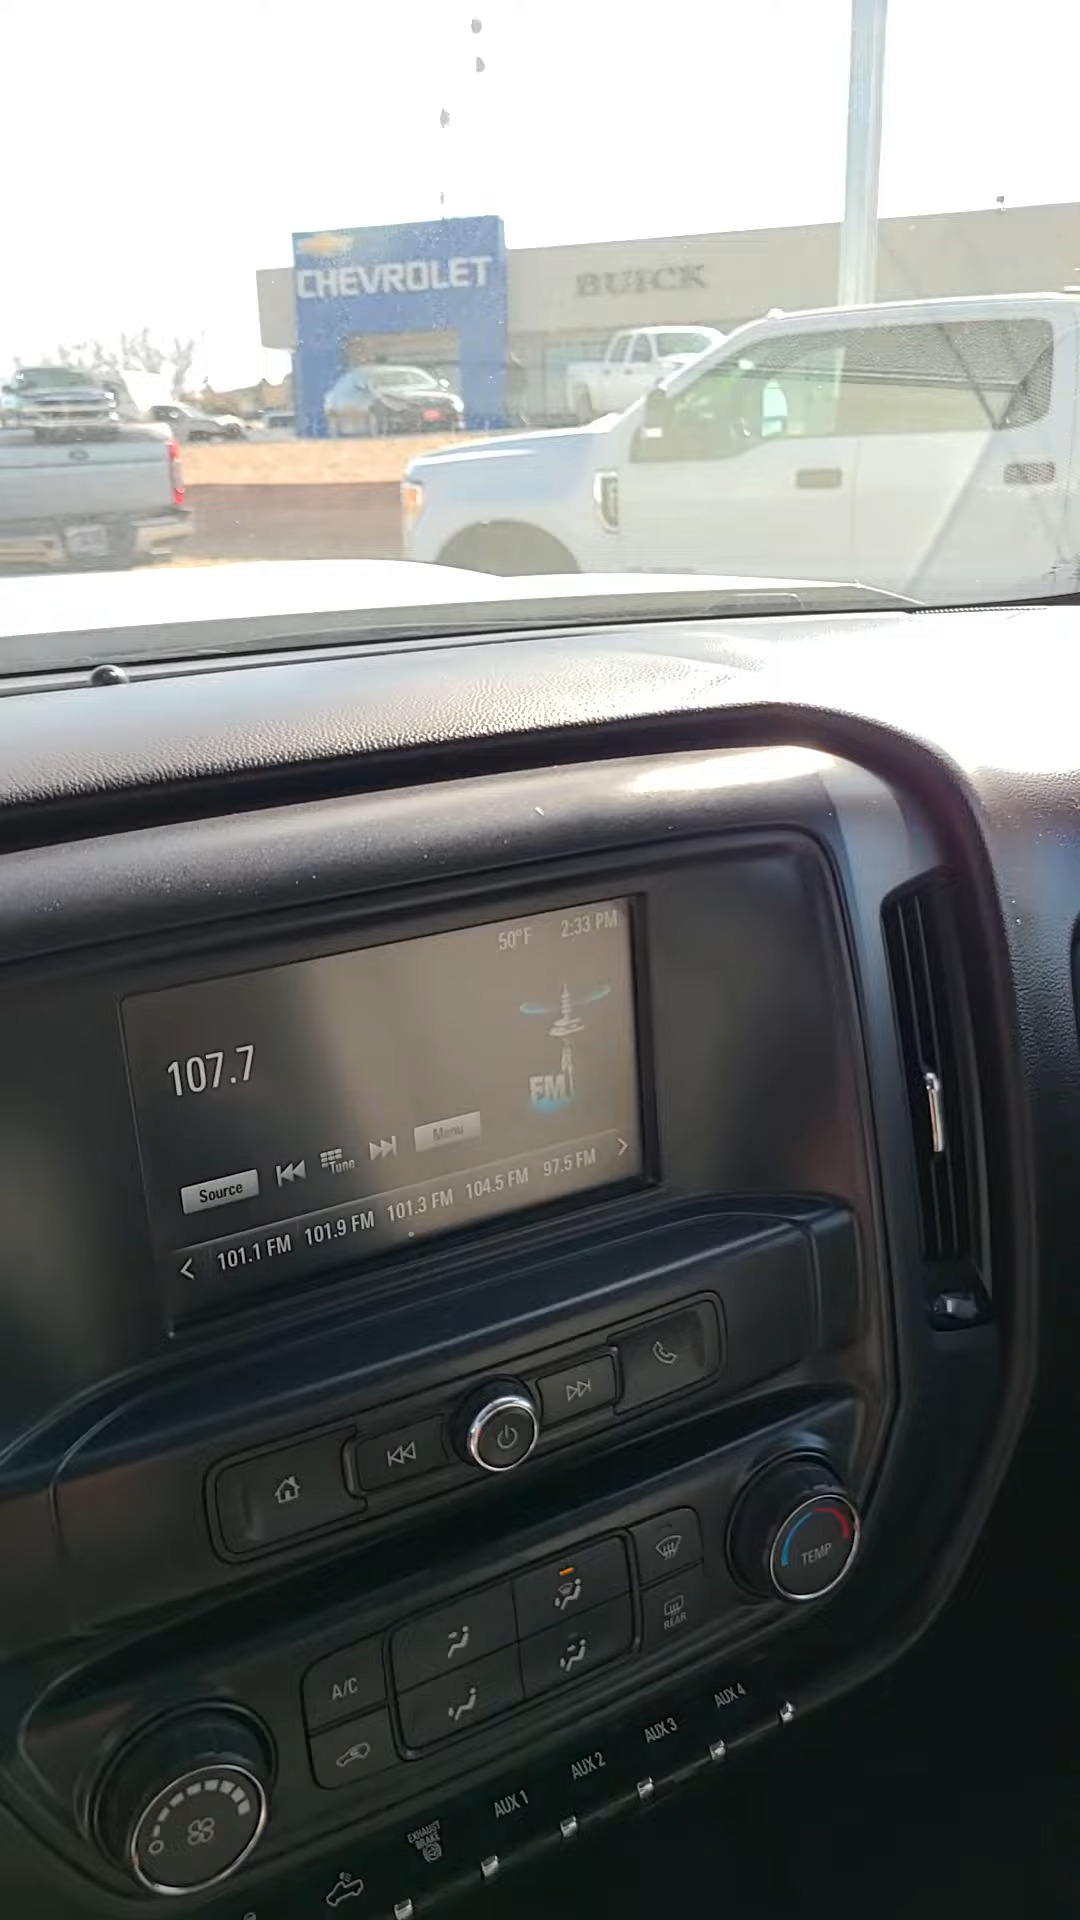 CHEVROLET
BUICK
50°F 2:33 PM
107.7
FM
Source Tune Menu
101.1 FM 101.9 FM 101.3 FM 104.5 FM 97.5 FM
TEMP
REAR
A/C
AUX 4
AUX 3
AUX 2
AUX 1
EXHAUST
BRAKE